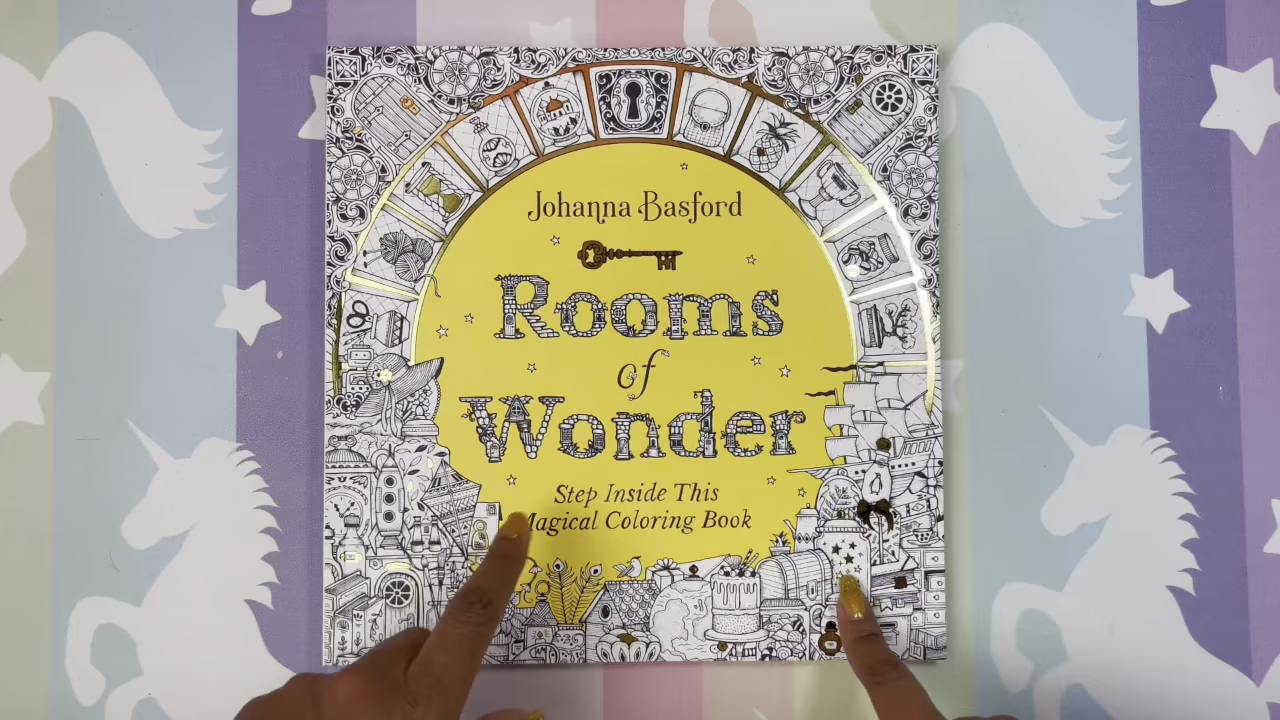 Johanna Basford
Rooms
of
Wonder
Step Inside This
Magical Coloring Book